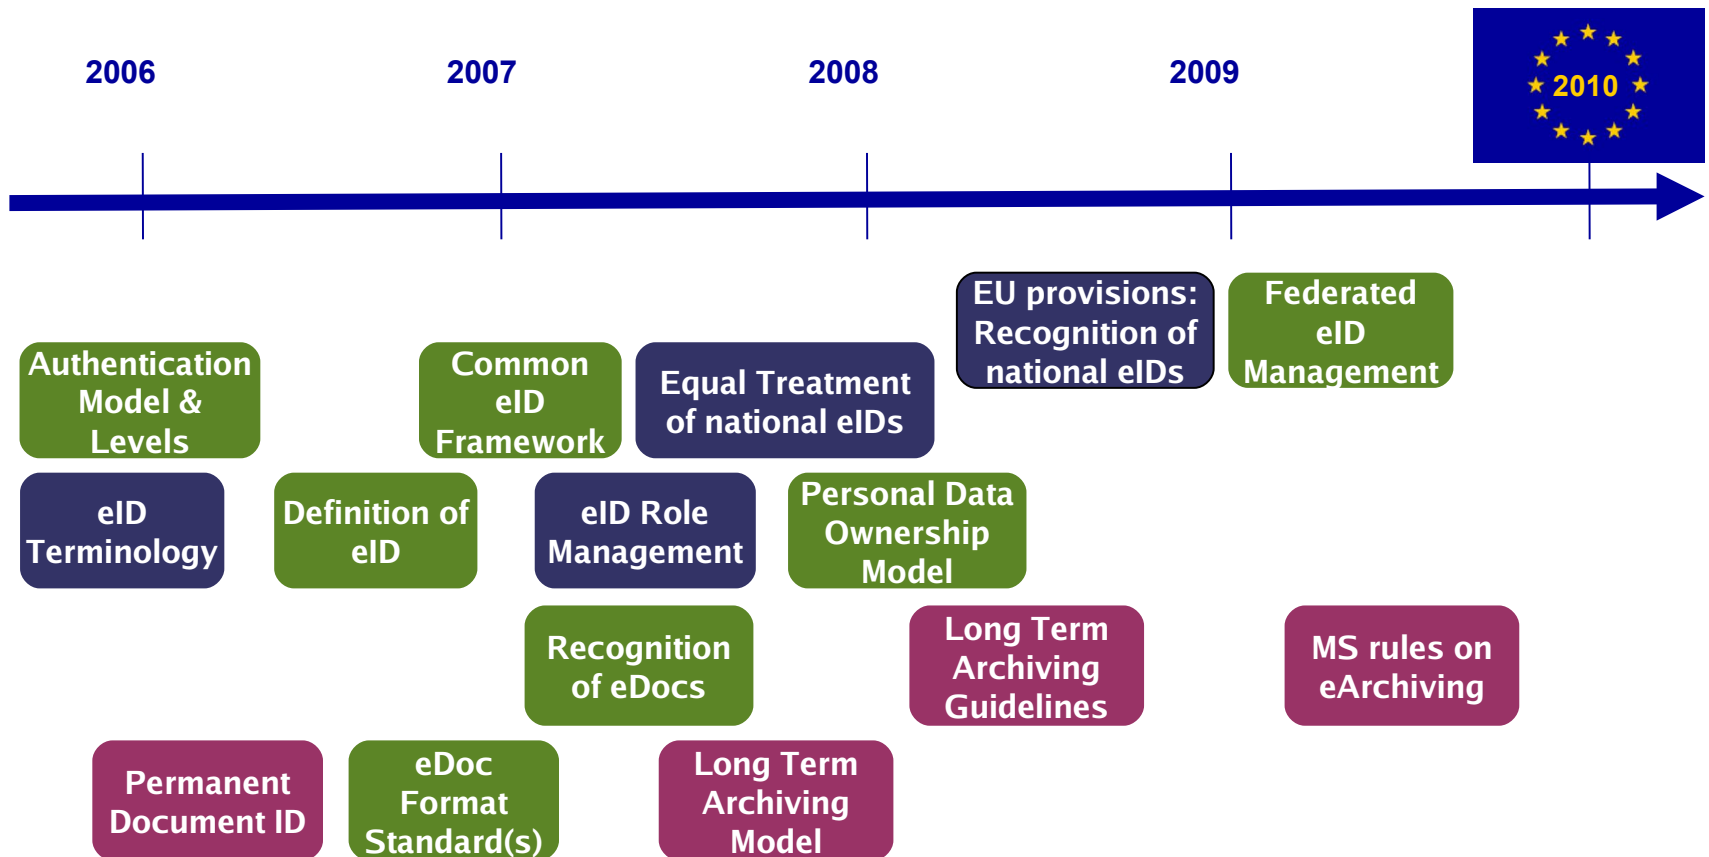 2006
2007
2008
2009
2010
EU provisions:
Recognition of
national eIDs
Federated
eID
Management
Authentication
Model &
Levels
Common
eID
Framework
Equal Treatment
of national eIDs
eID
Terminology
Definition of
eID
eID Role
Management
Personal Data
Ownership
Model
Recognition
of eDocs
Long Term
Archiving
Guidelines
MS rules on
eArchiving
Permanent
Document ID
eDoc
Format
Standard(s)
Long Term
Archiving
Model